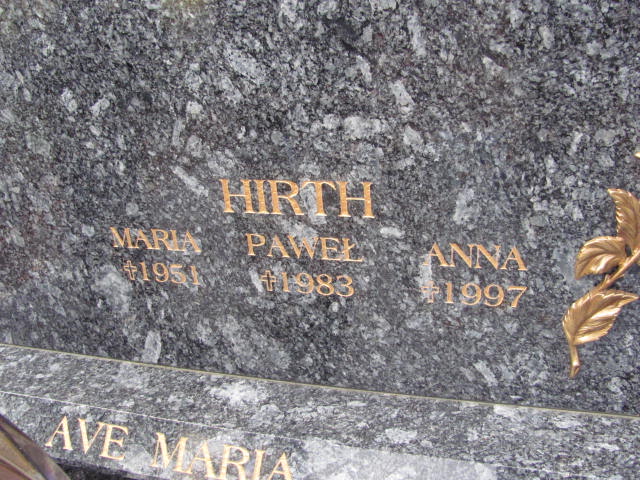 HIRTH
MARIA PAWEŁ ANNA
†1951 †1983 †1997
AVE MARIA